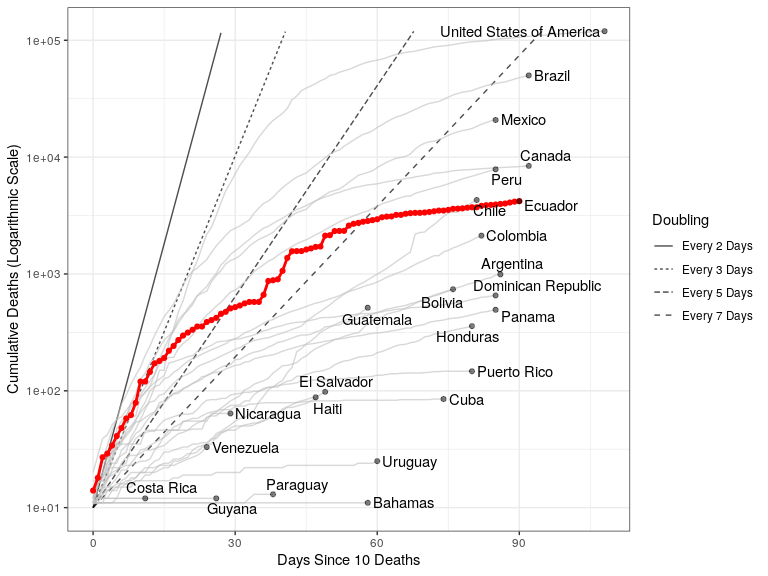 United States of America
1e+05
Brazil
Mexico
Canada
1e+04
Peru
Chile
Ecuador
Colombia
Argentina
1e+03
Dominican Republic
Bolivia
Guatemala
Panama
Honduras
El Salvador
Puerto Rico
1e+02
Cuba
Haiti
Nicaragua
Venezuela
Uruguay
Costa Rica
Paraguay
1e+01
Guyana
Bahamas
0
30
60
90
Days Since 10 Deaths
Cumulative Deaths (Logarithmic Scale)
Doubling
Every 2 Days
Every 3 Days
Every 5 Days
Every 7 Days